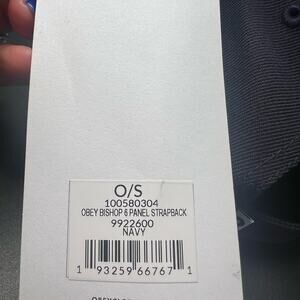 O/S
100580304
OBEY BISHOP 6 PANEL STRAPBACK
9922600
NAVY
1 93259 66767 1